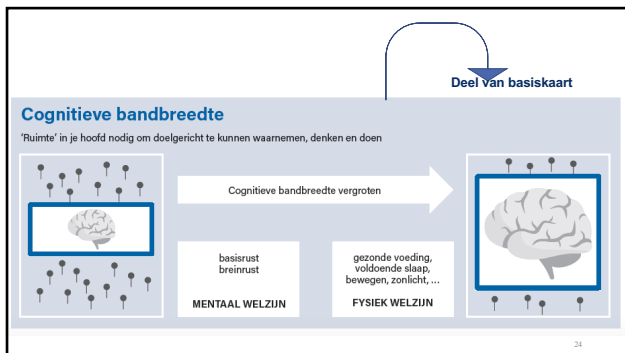 Deel van basiskaart
Cognitieve bandbreedte
‘Ruimte’ in je hoofd nodig om doelgericht te kunnen waarnemen, denken en doen
Cognitieve bandbreedte vergroten
basisrust
breinrust
MENTAAL WELZIJN
gezonde voeding,
voldoende slaap,
bewegen, zonlicht, ...
FYSIEK WELZIJN
24